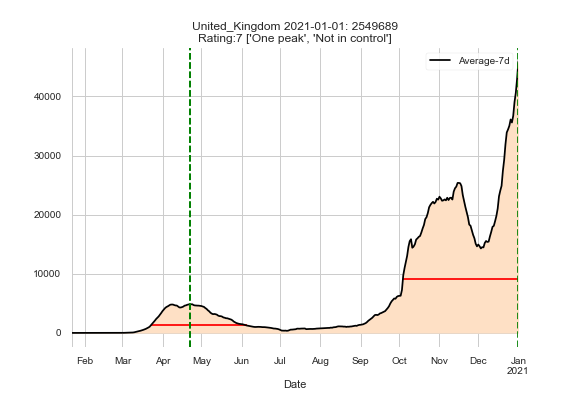 United_Kingdom 2021-01-01: 2549689
Rating:7 ['One peak', 'Not in control']
Average-7d
40000
30000
20000
10000
0
Feb Mar Apr May Jun Jul Aug Sep Oct Nov Dec Jan
2021
Date